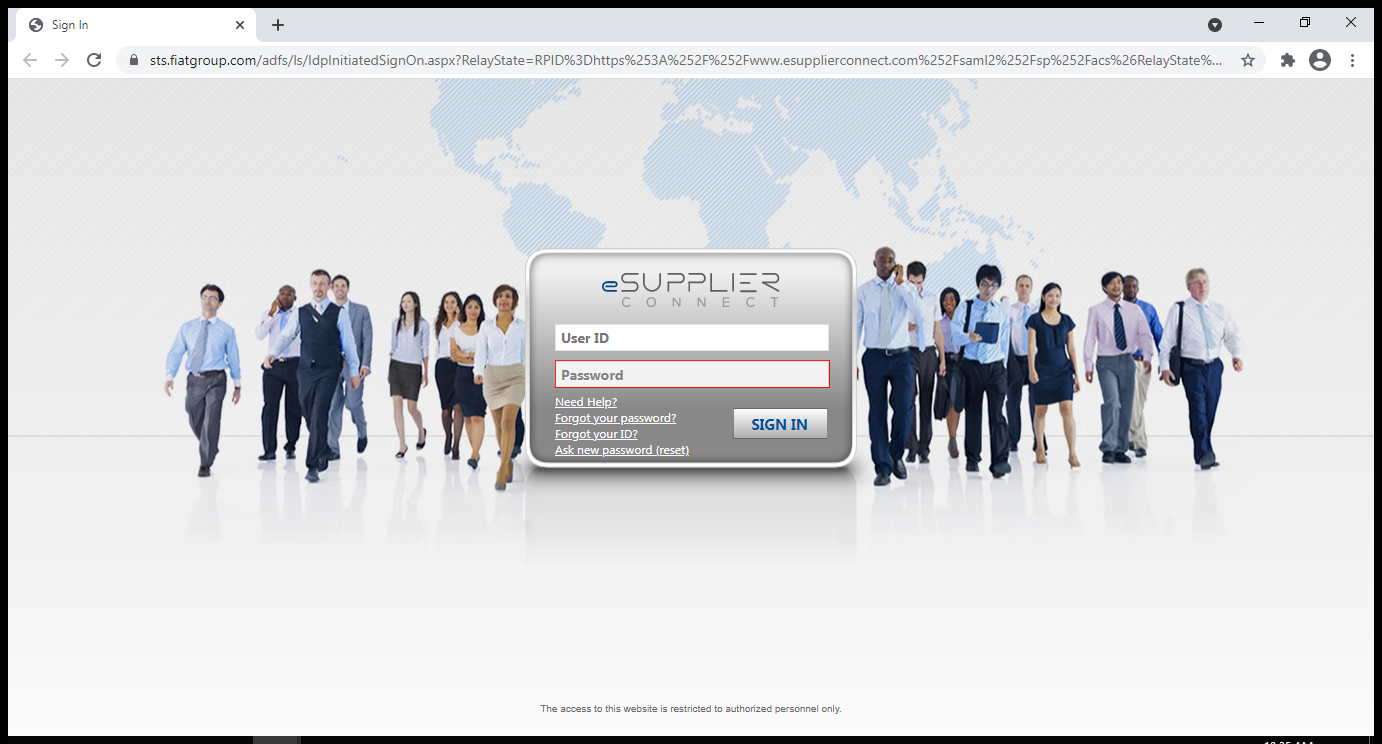 Sign In
sts.fiatgroup.com/adfs/ls/IdpInitiatedSignOn.aspx?RelayState=RPID%3Dhttps%253A%252F%252Fwww.esupplierconnect.com%252Fsaml2%252Fsp%252Facs%26RelayState%...
eSUPPLIER
CONNECT
User ID
Password
Need Help?
Forgot your password?
Forgot your ID?
Ask new password (reset)
SIGN IN
The access to this website is restricted to authorized personnel only.